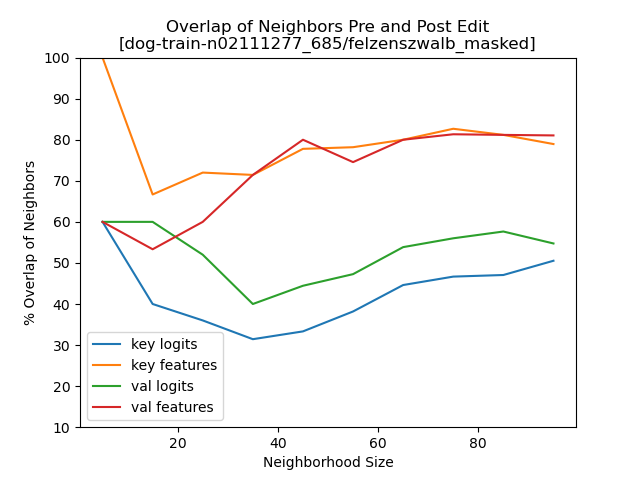 Overlap of Neighbors Pre and Post Edit
[dog-train-n02111277_685/felzenszwalb_masked]
% Overlap of Neighbors
100
90
80
70
60
50
40
30
20
10
key logits
key features
val logits
val features
20
40
60
80
Neighborhood Size